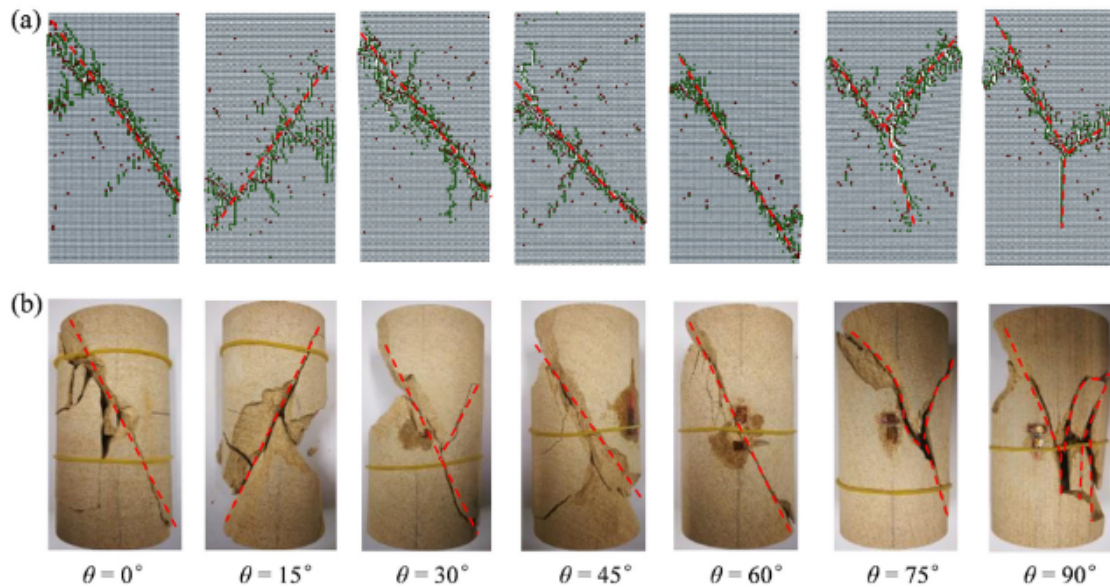 (a)
(b)
θ = 0° θ = 15° θ = 30° θ = 45° θ = 60° θ = 75° θ = 90°